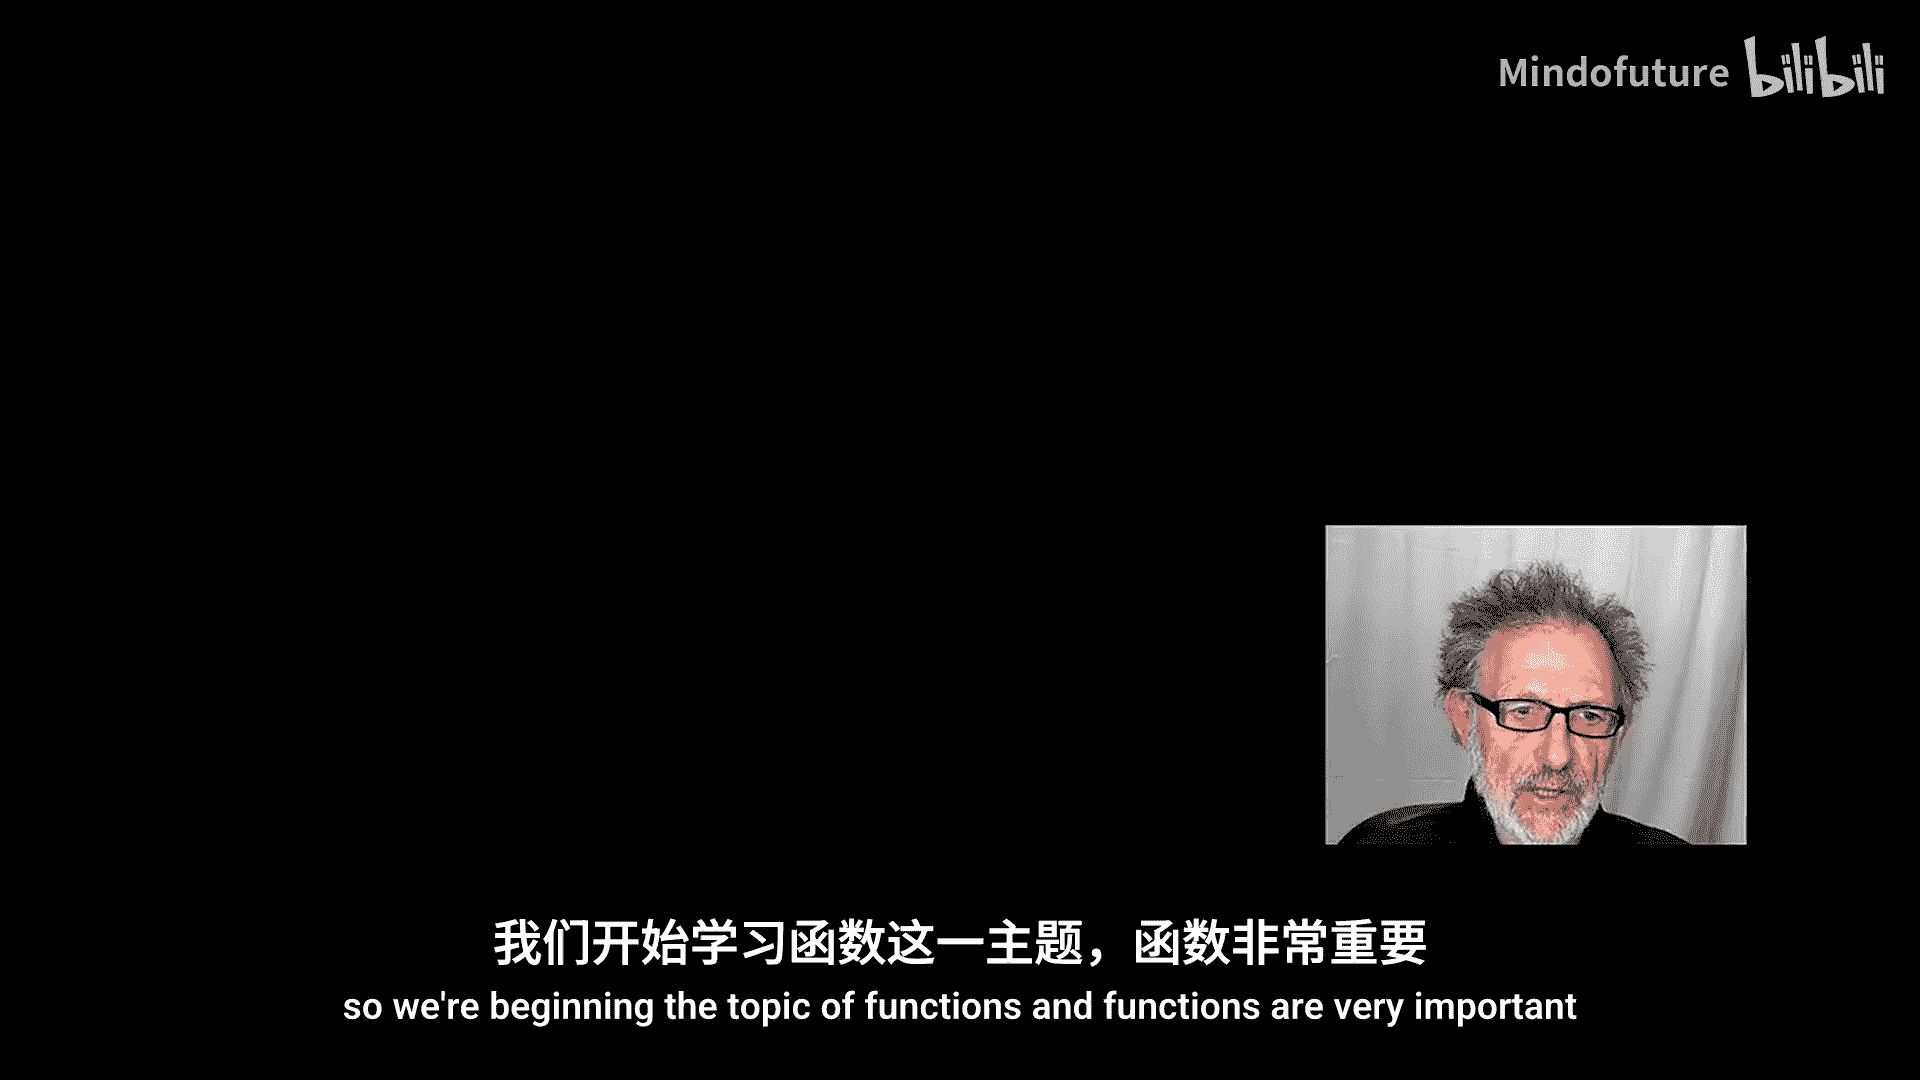 Mindofuture bilibili
我们开始学习函数这一主题，函数非常重要
so we're beginning the topic of functions and functions are very important